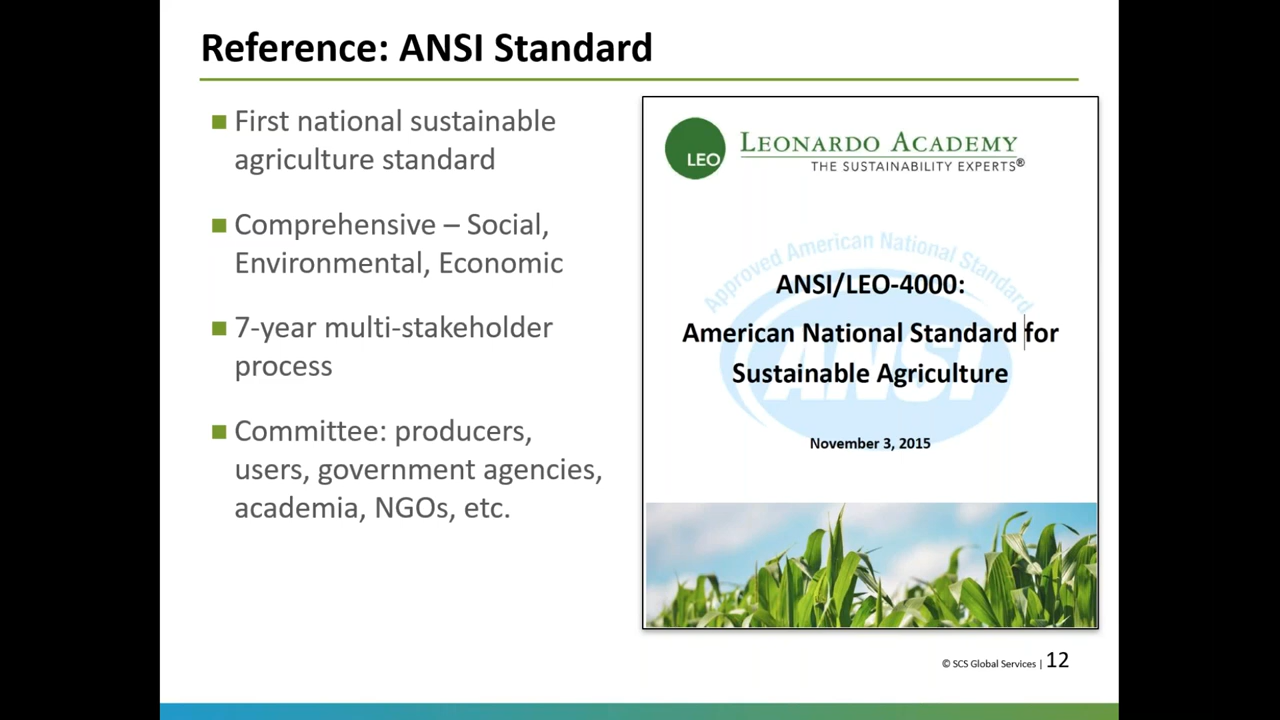 Reference: ANSI Standard
■ First national sustainable
agriculture standard
■ Comprehensive – Social,
Environmental, Economic
■ 7-year multi-stakeholder
process
■ Committee: producers,
users, government agencies,
academia, NGOs, etc.
LEO
LEONARDO ACADEMY
THE SUSTAINABILITY EXPERTS®
Approved American National Standard
ANSI
ANSI/LEO-4000:
American National Standard for
Sustainable Agriculture
November 3, 2015
© SCS Global Services | 12